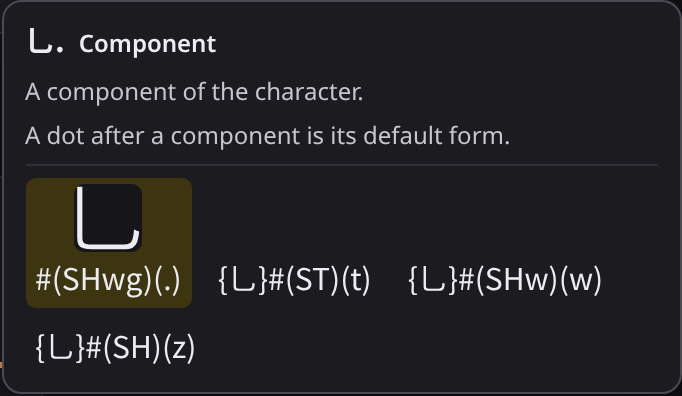 乚. Component
A component of the character.
A dot after a component is its default form.
乚
#(SHwg)(.) {乚}#(ST)(t) {乚}#(SHw)(w)
{乚}#(SH)(z)